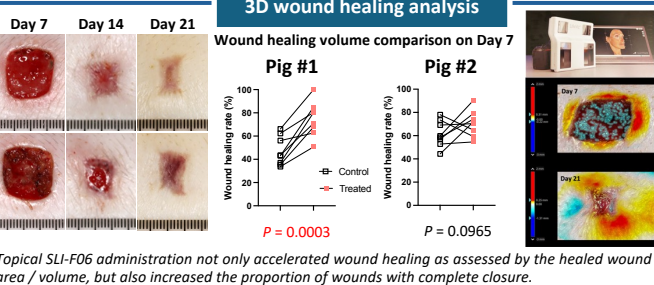 3D wound healing analysis
Day 7 Day 14 Day 21
Wound healing volume comparison on Day 7
Pig #1 Pig #2
Wound healing rate (%)
100
80
60
40
20
0
Control
Treated
P = 0.0003
Wound healing rate (%)
100
80
60
40
20
0
P = 0.0965
Day 7
Day 21
Topical SLI-F06 administration not only accelerated wound healing as assessed by the healed wound
area / volume, but also increased the proportion of wounds with complete closure.